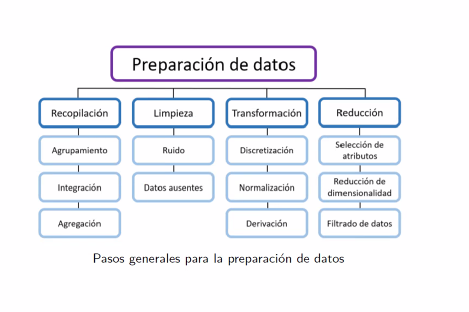 Preparación de datos
Recopilación
Limpieza
Transformación
Reducción
Agrupamiento
Ruido
Discretización
Selección de
atributos
Integración
Datos ausentes
Normalización
Reducción de
dimensionalidad
Agregación
Derivación
Filtrado de datos
Pasos generales para la preparación de datos